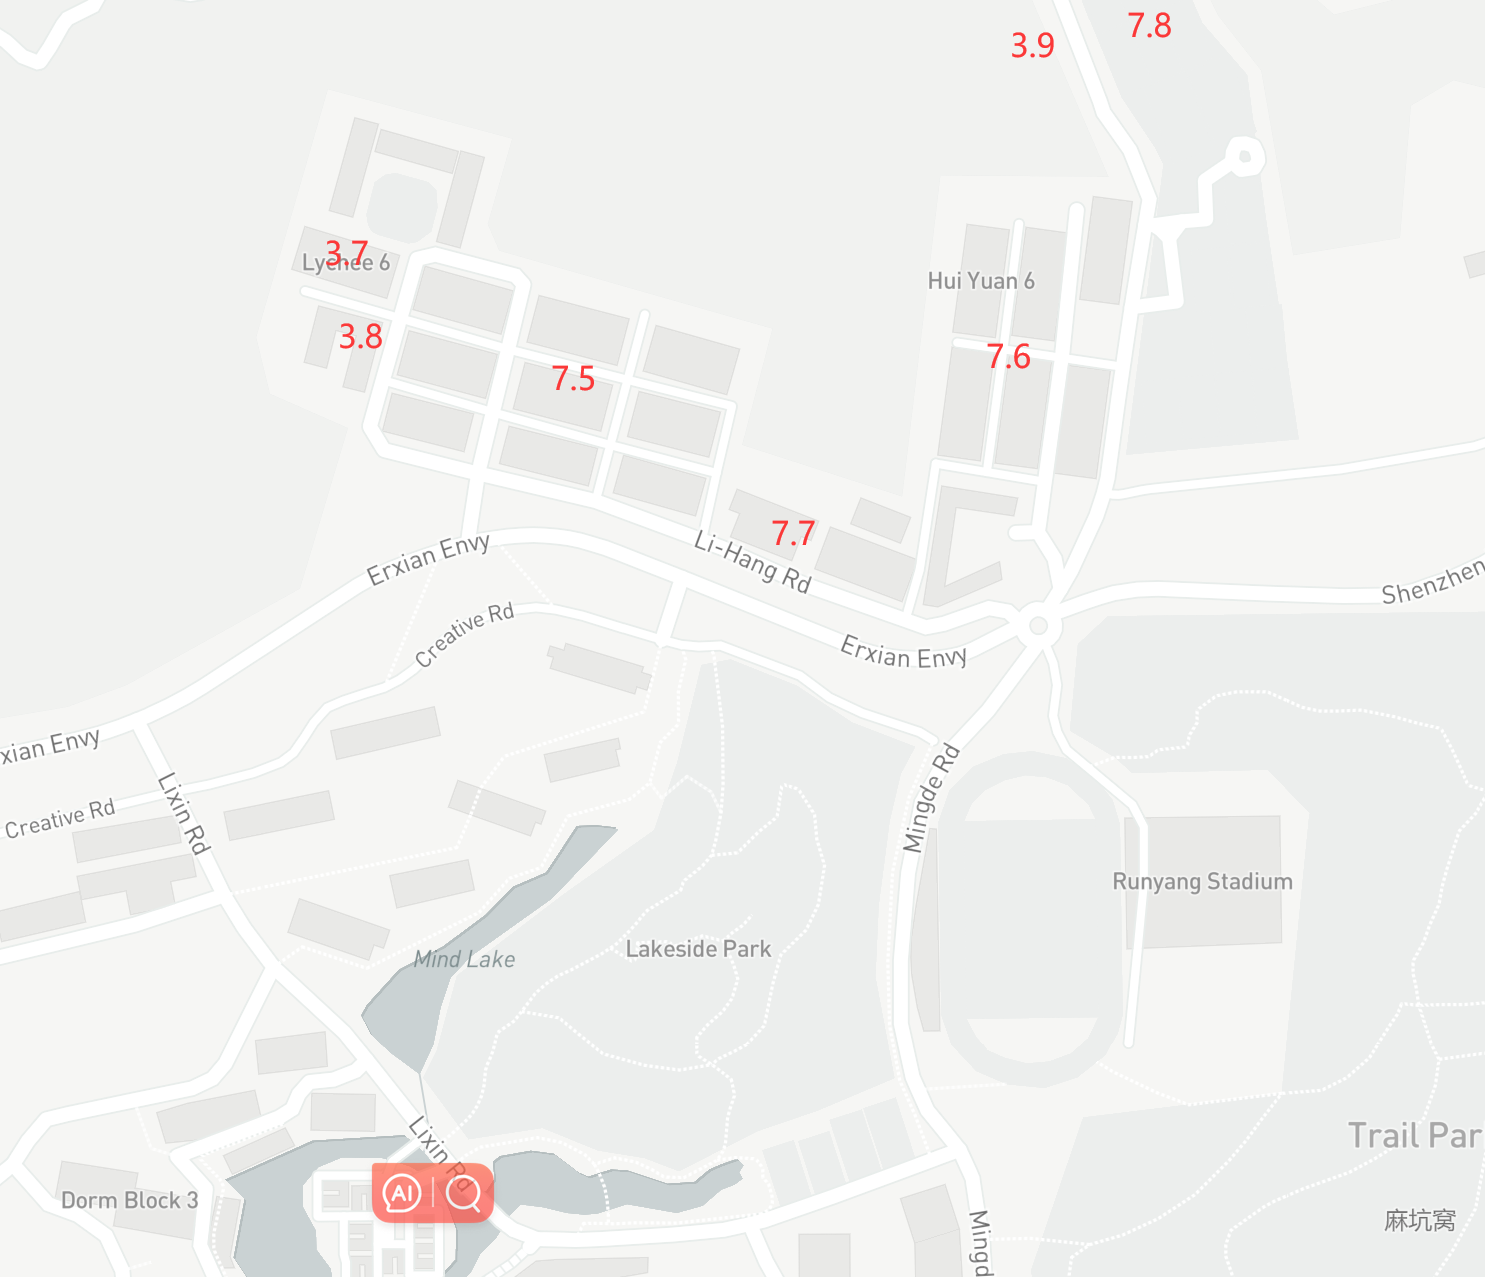 7.8
3.9
3.7
Lychee 6
Hui Yuan 6
3.8
7.6
7.5
7.7
Li-Hang Rd
Erxian Envy
Shenzhen
Creative Rd
Erxian Envy
xian Envy
Lixin Rd
Mingde Rd
Creative Rd
Runyang Stadium
Lakeside Park
Mind Lake
Trail Par
Lixin Rd
AI
Dorm Block 3
麻坑窝
Mingd